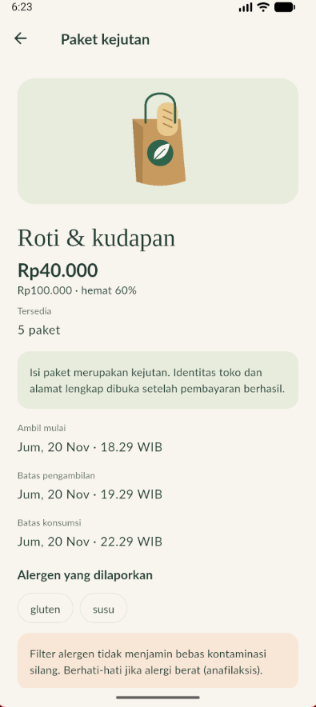 6:23
Paket kejutan
Roti & kudapan
Rp40.000
Rp100.000 · hemat 60%
Tersedia
5 paket
Isi paket merupakan kejutan. Identitas toko dan
alamat lengkap dibuka setelah pembayaran berhasil.
Ambil mulai
Jum, 20 Nov · 18.29 WIB
Batas pengambilan
Jum, 20 Nov · 19.29 WIB
Batas konsumsi
Jum, 20 Nov · 22.29 WIB
Alergen yang dilaporkan
gluten susu
Filter alergen tidak menjamin bebas kontaminasi
silang. Berhati-hati jika alergi berat (anafilaksis).